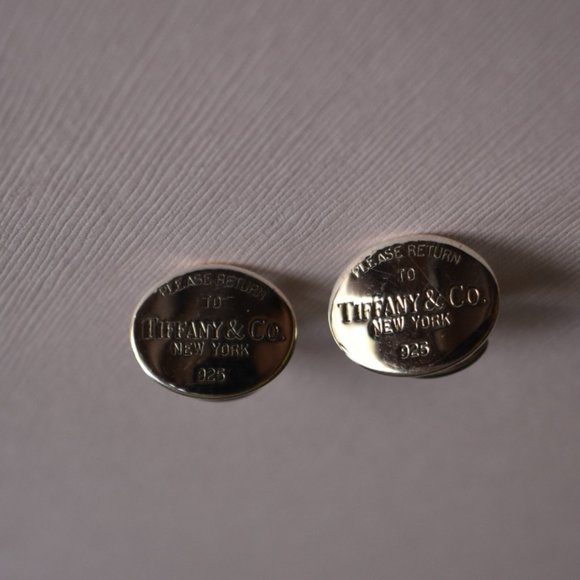 PLEASE RETURN
TO
TIFFANY & CO.
NEW YORK
925
PLEASE RETURN
TO
TIFFANY & CO.
NEW YORK
925